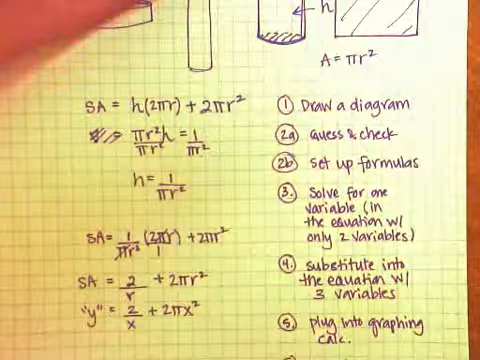 h
A = πr²
SA = h(2πr) + 2πr²
πr²h/πr² = 1/πr²
h = 1/πr²
SA = 1/πr² (2πr)/1 + 2πr²
SA = 2/r + 2πr²
"y" = 2/x + 2πx²
① Draw a diagram
②a Guess & check
②b Set up formulas
③. Solve for one
variable (in
the equation w/
only 2 variables)
④. substitute into
the equation w/
3 variables
⑤. plug into graphing
calc.